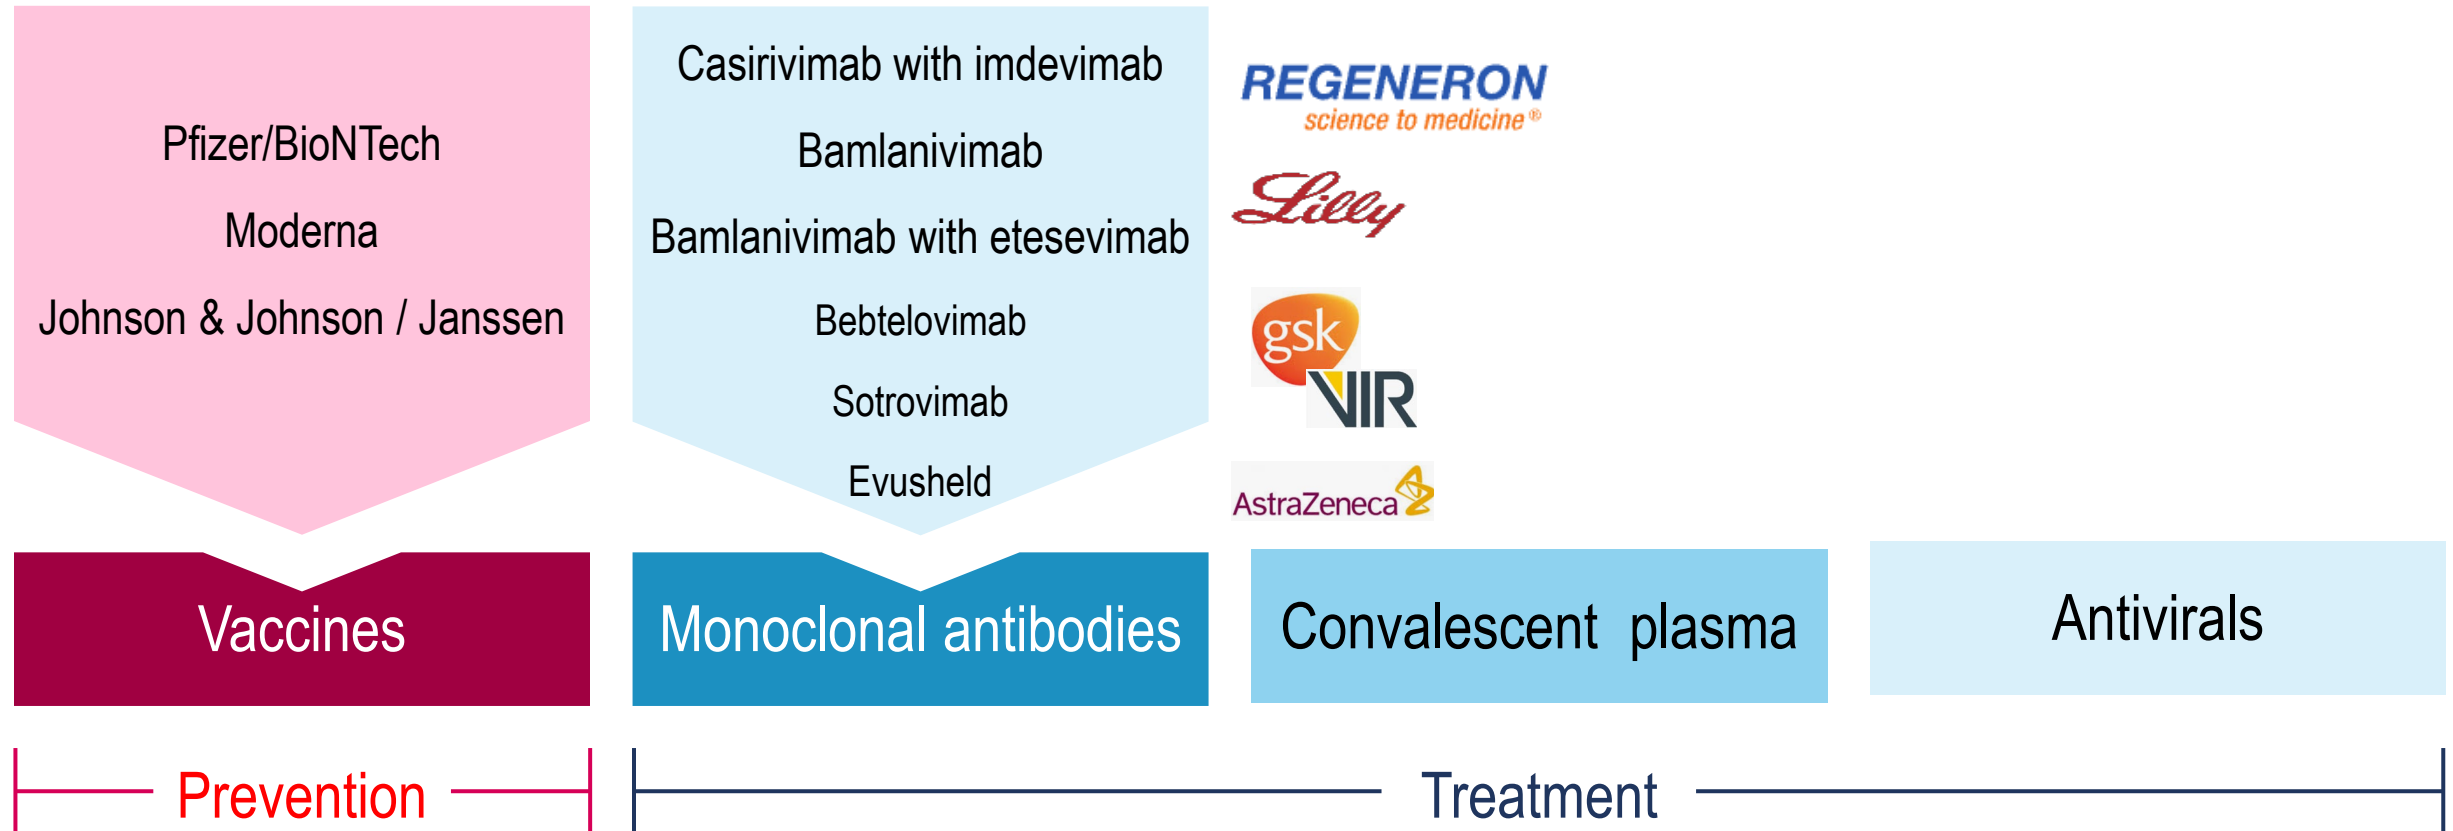 Pfizer/BioNTech
Moderna
Johnson & Johnson / Janssen
Casirivimab with imdevimab
Bamlanivimab
Bamlanivimab with etesevimab
Bebtelovimab
Sotrovimab
Evusheld
REGENERON
science to medicine®
Lilly
gsk
VIR
AstraZeneca
Vaccines
Monoclonal antibodies
Convalescent plasma
Antivirals
Prevention
Treatment